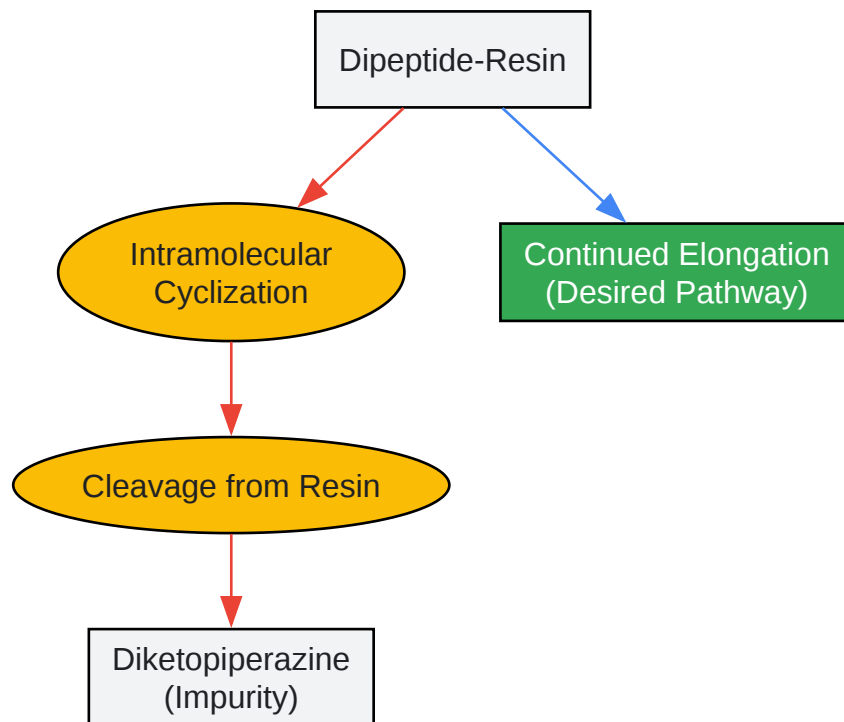 Dipeptide-Resin
Intramolecular
Cyclization
Continued Elongation
(Desired Pathway)
Cleavage from Resin
Diketopiperazine
(Impurity)